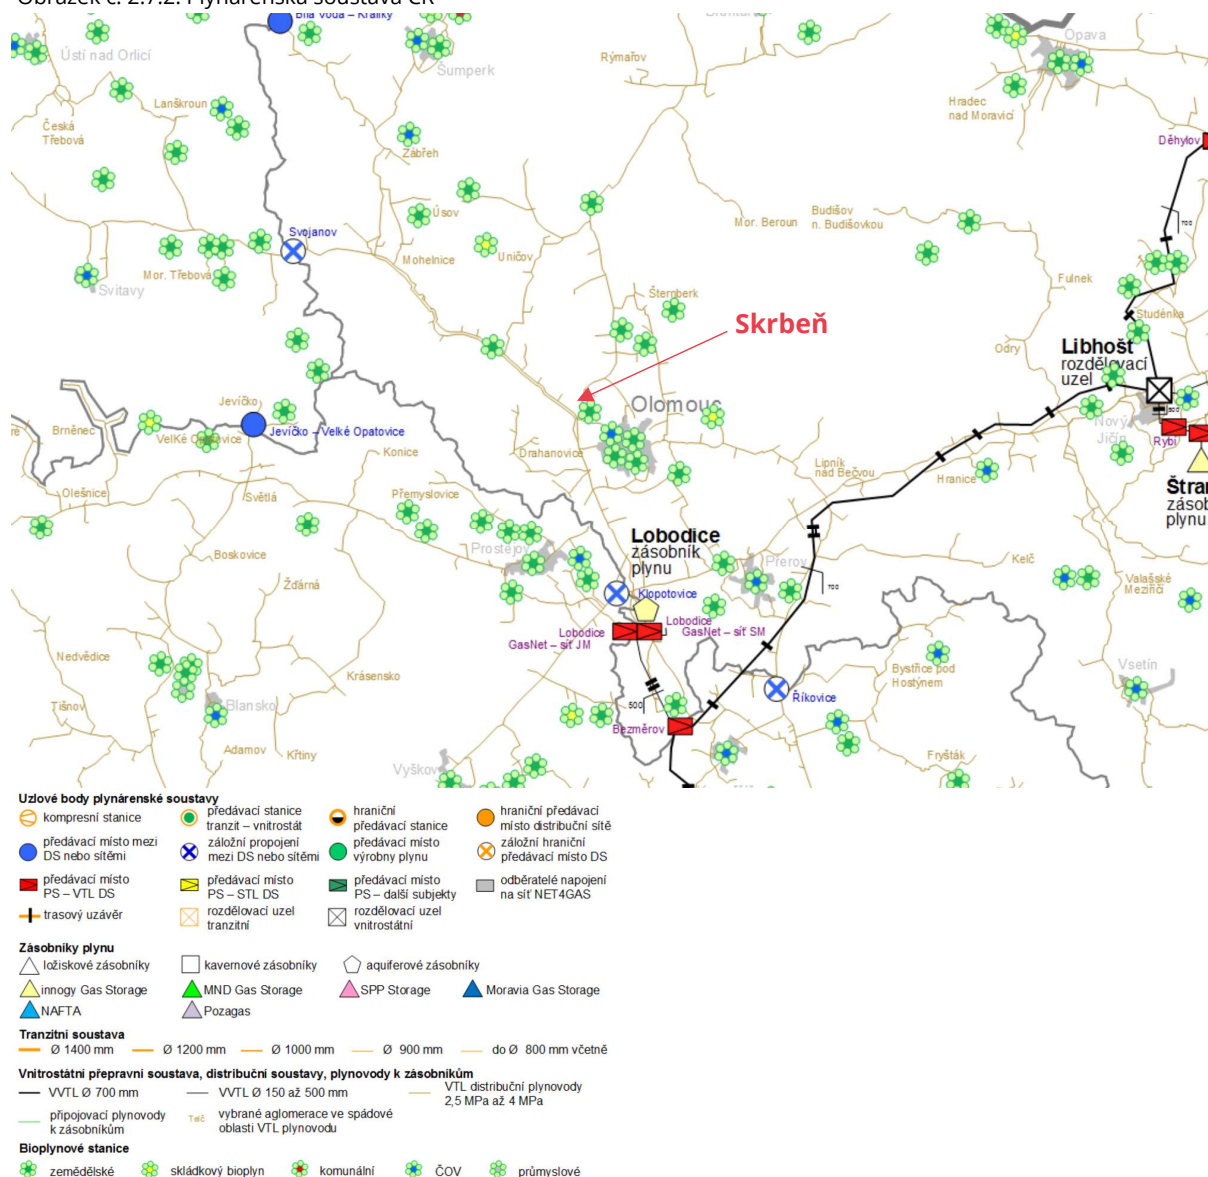 Obrázek č. 2.7.2: Plynárenská soustava ČR
Bílá Voda – Králíky
Ústí nad Orlicí
Šumperk
Rýmařov
Opava
Lanškroun
Hradec
nad Moravicí
Česká
Třebová
Zábřeh
Děhylov
Úsov
Mor. Beroun
Budišov
n. Budišovkou
700
Svojanov
Mohelnice
Uničov
Mor. Třebová
Fulnek
Svitavy
Šternberk
Studénka
Skrbeň
Odry
Libhošť
rozdělovací
uzel
Jevíčko
Olomouc
Nový
Jičín
500
Brněnec
Velké Opatovice
Jevíčko – Velké Opatovice
Rybí
Konice
Drahanovice
Lipník
nad Bečvou
Hranice
Olešnice
Světlá
Přemyslovice
Štran
zásob
plynu
Lobodice
zásobník
plynu
Prostějov
Přerov
Boskovice
Kelč
Žďárná
Klopotovice
700
Valašské
Meziříčí
Lobodice
GasNet – síť JM
Lobodice
GasNet – síť SM
Nedvědice
Krásensko
Bystřice pod
Hostýnem
Vsetín
Tišnov
Blansko
500
Říkovice
Bezměrov
Adamov
Křtiny
Vyškov
Fryšták
Uzlové body plynárenské soustavy
kompresní stanice
předávací stanice
tranzit – vnitrostát
hraniční
předávací stanice
hraniční předávací
místo distribuční sítě
předávací místo mezi
DS nebo sítěmi
záložní propojení
mezi DS nebo sítěmi
předávací místo
výrobny plynu
záložní hraniční
předávací místo DS
předávací místo
PS – VTL DS
předávací místo
PS – STL DS
předávací místo
PS – další subjekty
odběratelé napojení
na síť NET4GAS
trasový uzávěr
rozdělovací uzel
tranzitní
rozdělovací uzel
vnitrostátní
Zásobníky plynu
ložiskové zásobníky
kavernové zásobníky
aquiferové zásobníky
innogy Gas Storage
MND Gas Storage
SPP Storage
Moravia Gas Storage
NAFTA
Pozagas
Tranzitní soustava
Ø 1400 mm
Ø 1200 mm
Ø 1000 mm
Ø 900 mm
do Ø 800 mm včetně
Vnitrostátní přepravní soustava, distribuční soustavy, plynovody k zásobníkům
VVTL Ø 700 mm
VVTL Ø 150 až 500 mm
VTL distribuční plynovody
2,5 MPa až 4 MPa
připojovací plynovody
k zásobníkům
Telč
vybrané aglomerace ve spádové
oblasti VTL plynovodu
Bioplynové stanice
zemědělské
skládkový bioplyn
komunální
ČOV
průmyslové